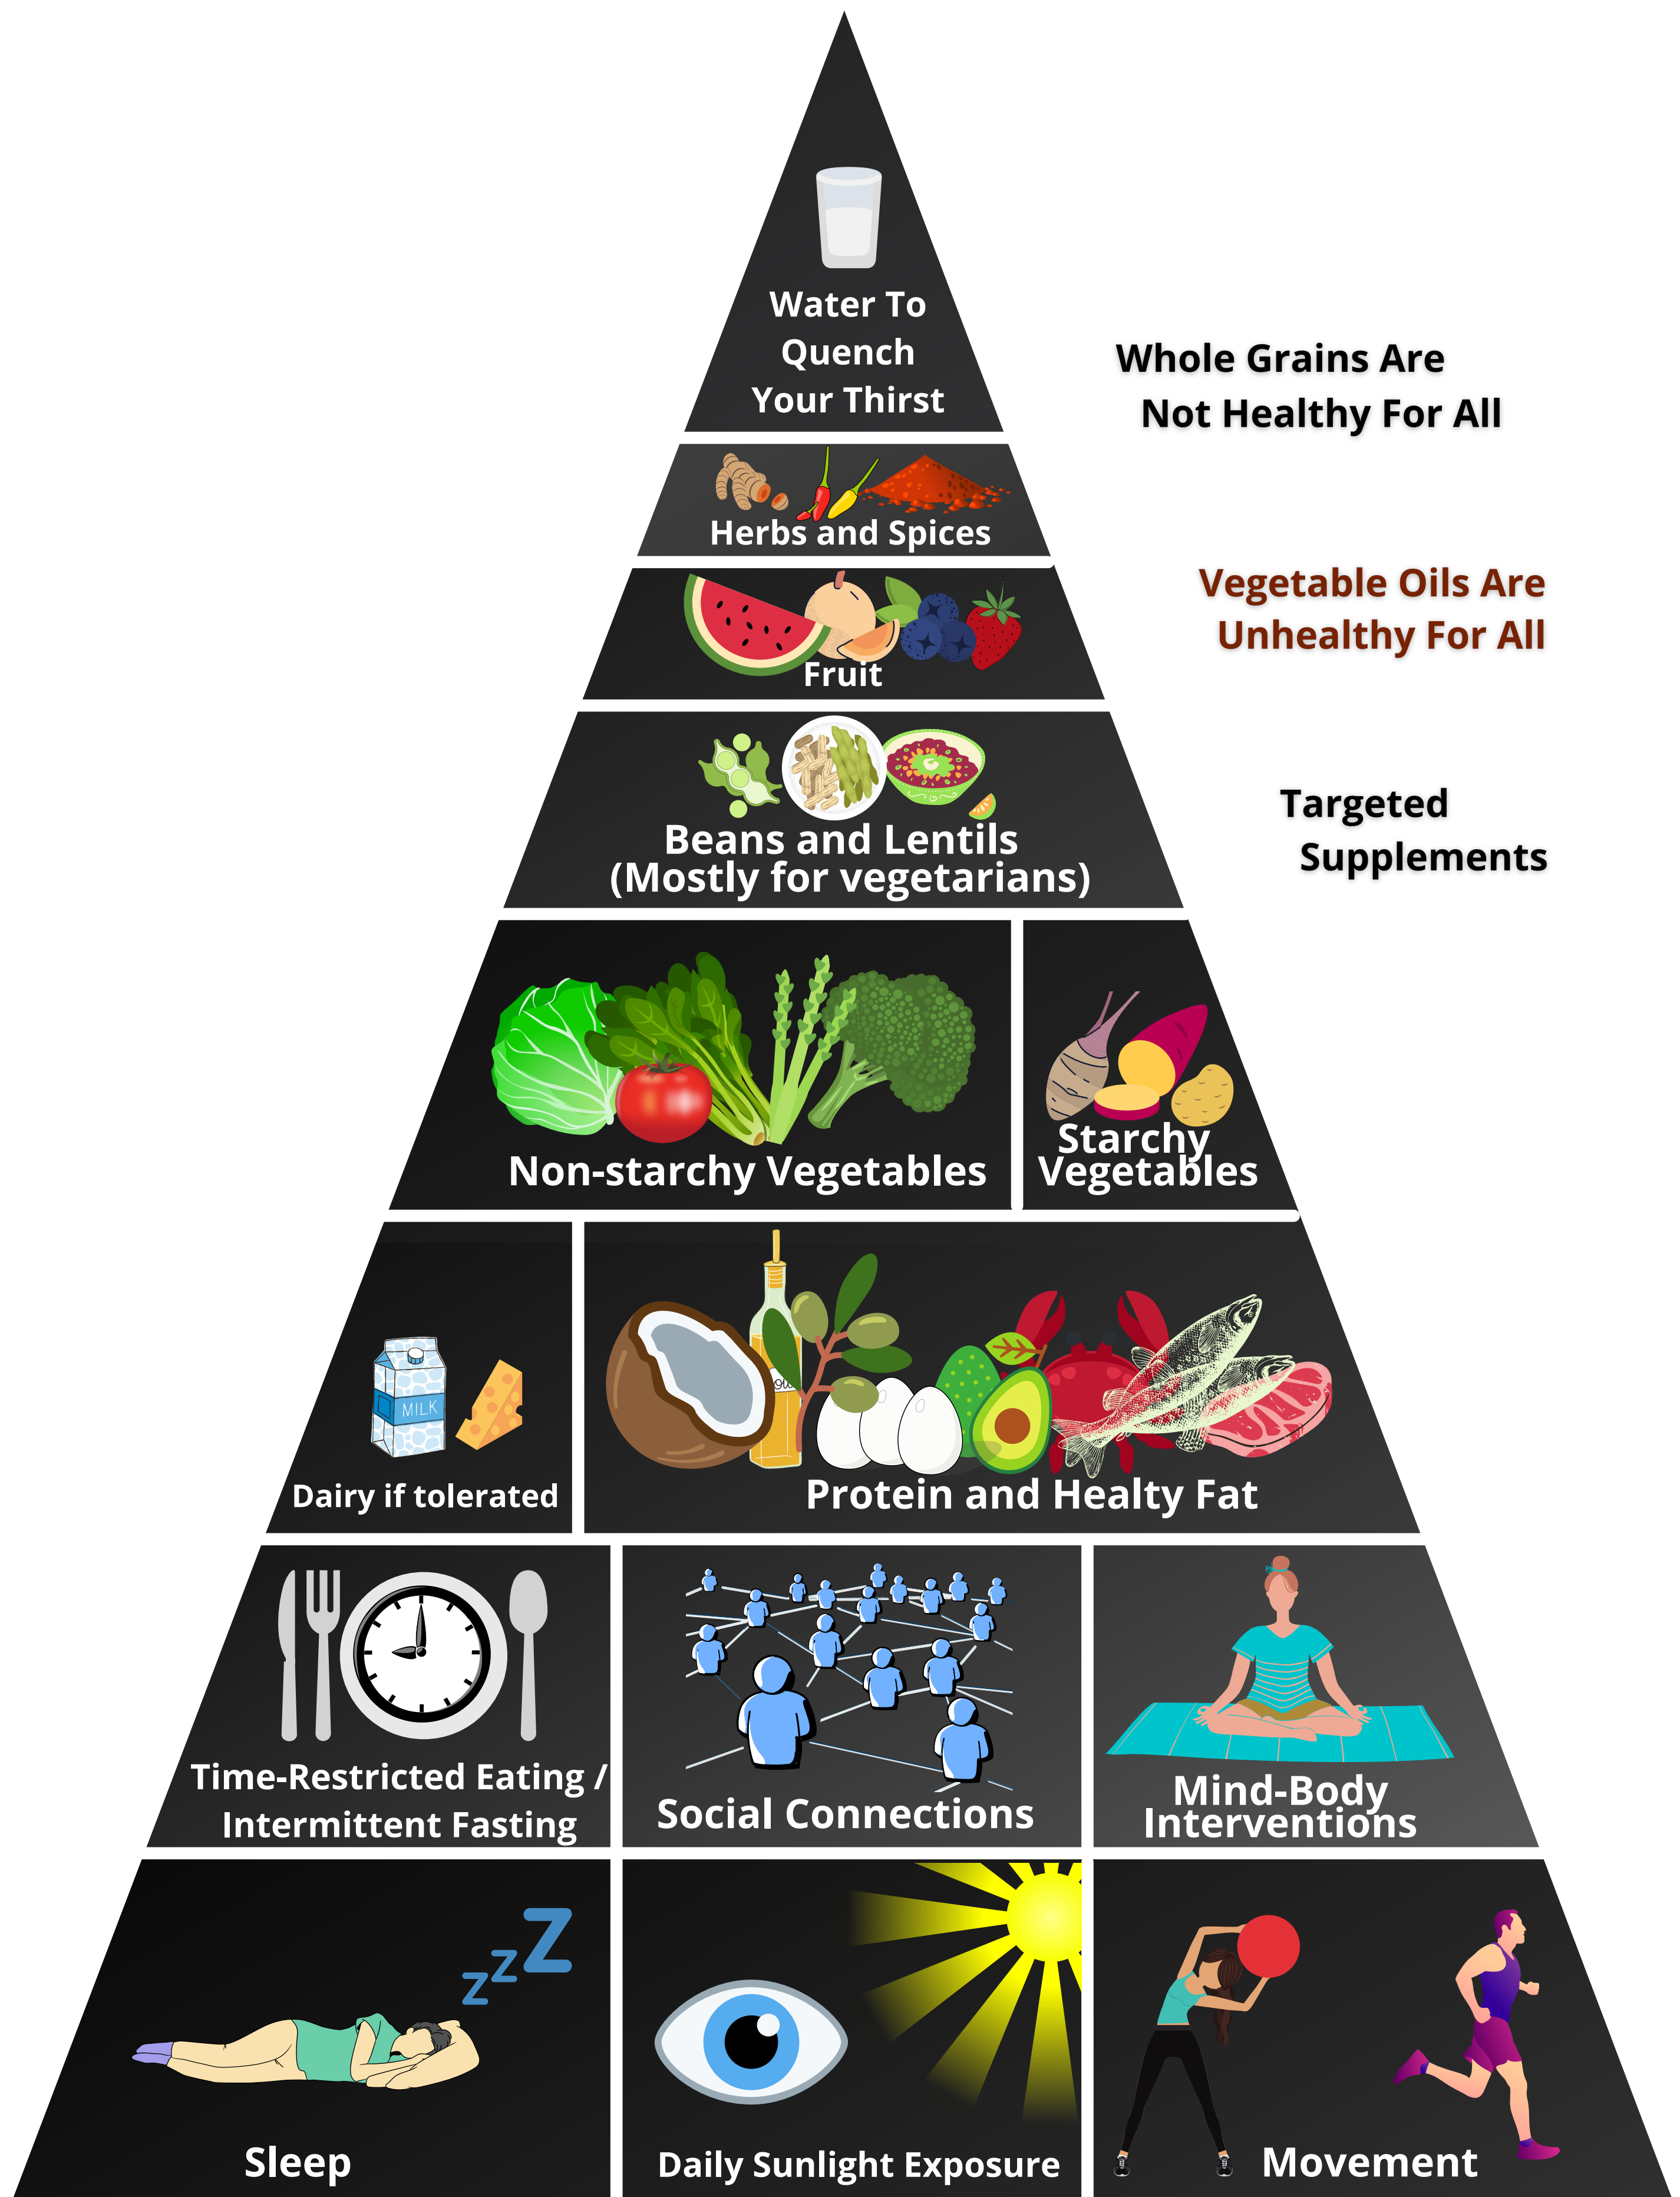 Water To
Quench
Your Thirst
Whole Grains Are
Not Healthy For All
Herbs and Spices
Vegetable Oils Are
Unhealthy For All
Fruit
Targeted
Supplements
Beans and Lentils
(Mostly for vegetarians)
Non-starchy Vegetables
Starchy
Vegetables
MILK
Dairy if tolerated
Protein and Healty Fat
Time-Restricted Eating /
Intermittent Fasting
Social Connections
Mind-Body
Interventions
z z Z
Sleep
Daily Sunlight Exposure
Movement